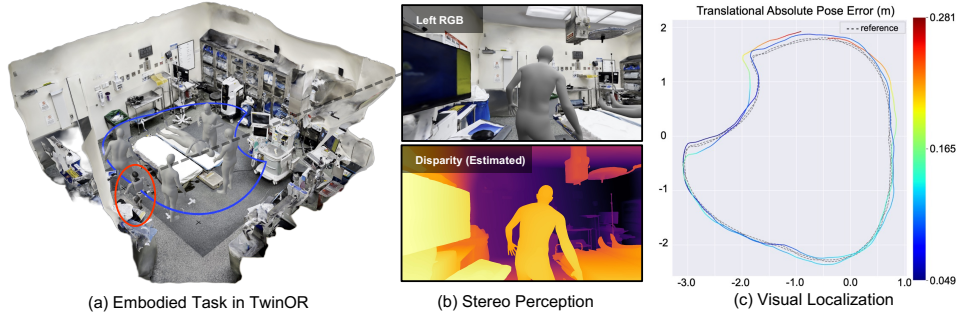 Left RGB
Disparity (Estimated)
Translational Absolute Pose Error (m)
reference
2
1
0
-1
-2
-3.0
-2.0
-1.0
0.0
1.0
0.281
0.165
0.049
(a) Embodied Task in TwinOR
(b) Stereo Perception
(c) Visual Localization